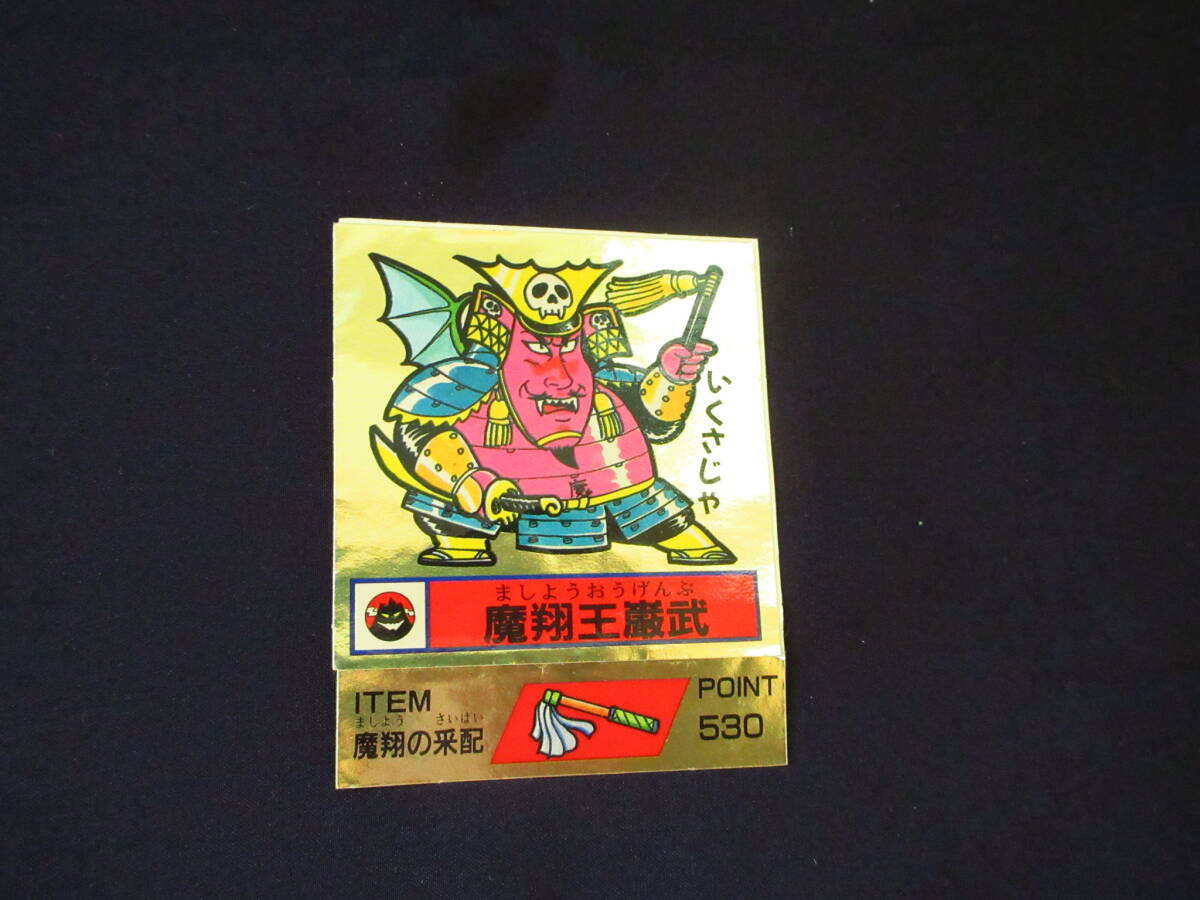 いくさじゃ
ましようおうげんぶ
魔翔王巌武
ITEM
ましよう さいはい
魔翔の采配
POINT
530